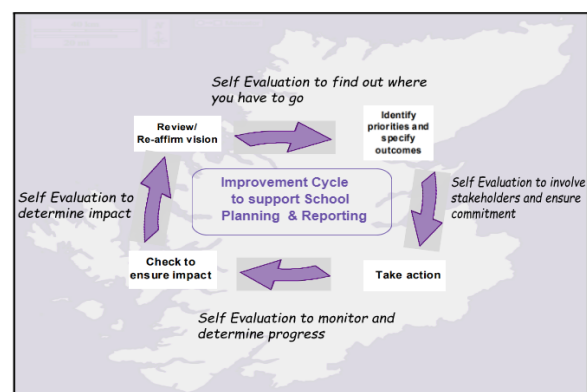 Self Evaluation to find out where
you have to go
Review/
Re-affirm vision
Identify
priorities and
specify
outcomes
Self Evaluation to
determine impact
Improvement Cycle
to support School
Planning & Reporting
Self Evaluation to involve
stakeholders and ensure
commitment
Check to
ensure impact
Take action
Self Evaluation to monitor and
determine progress